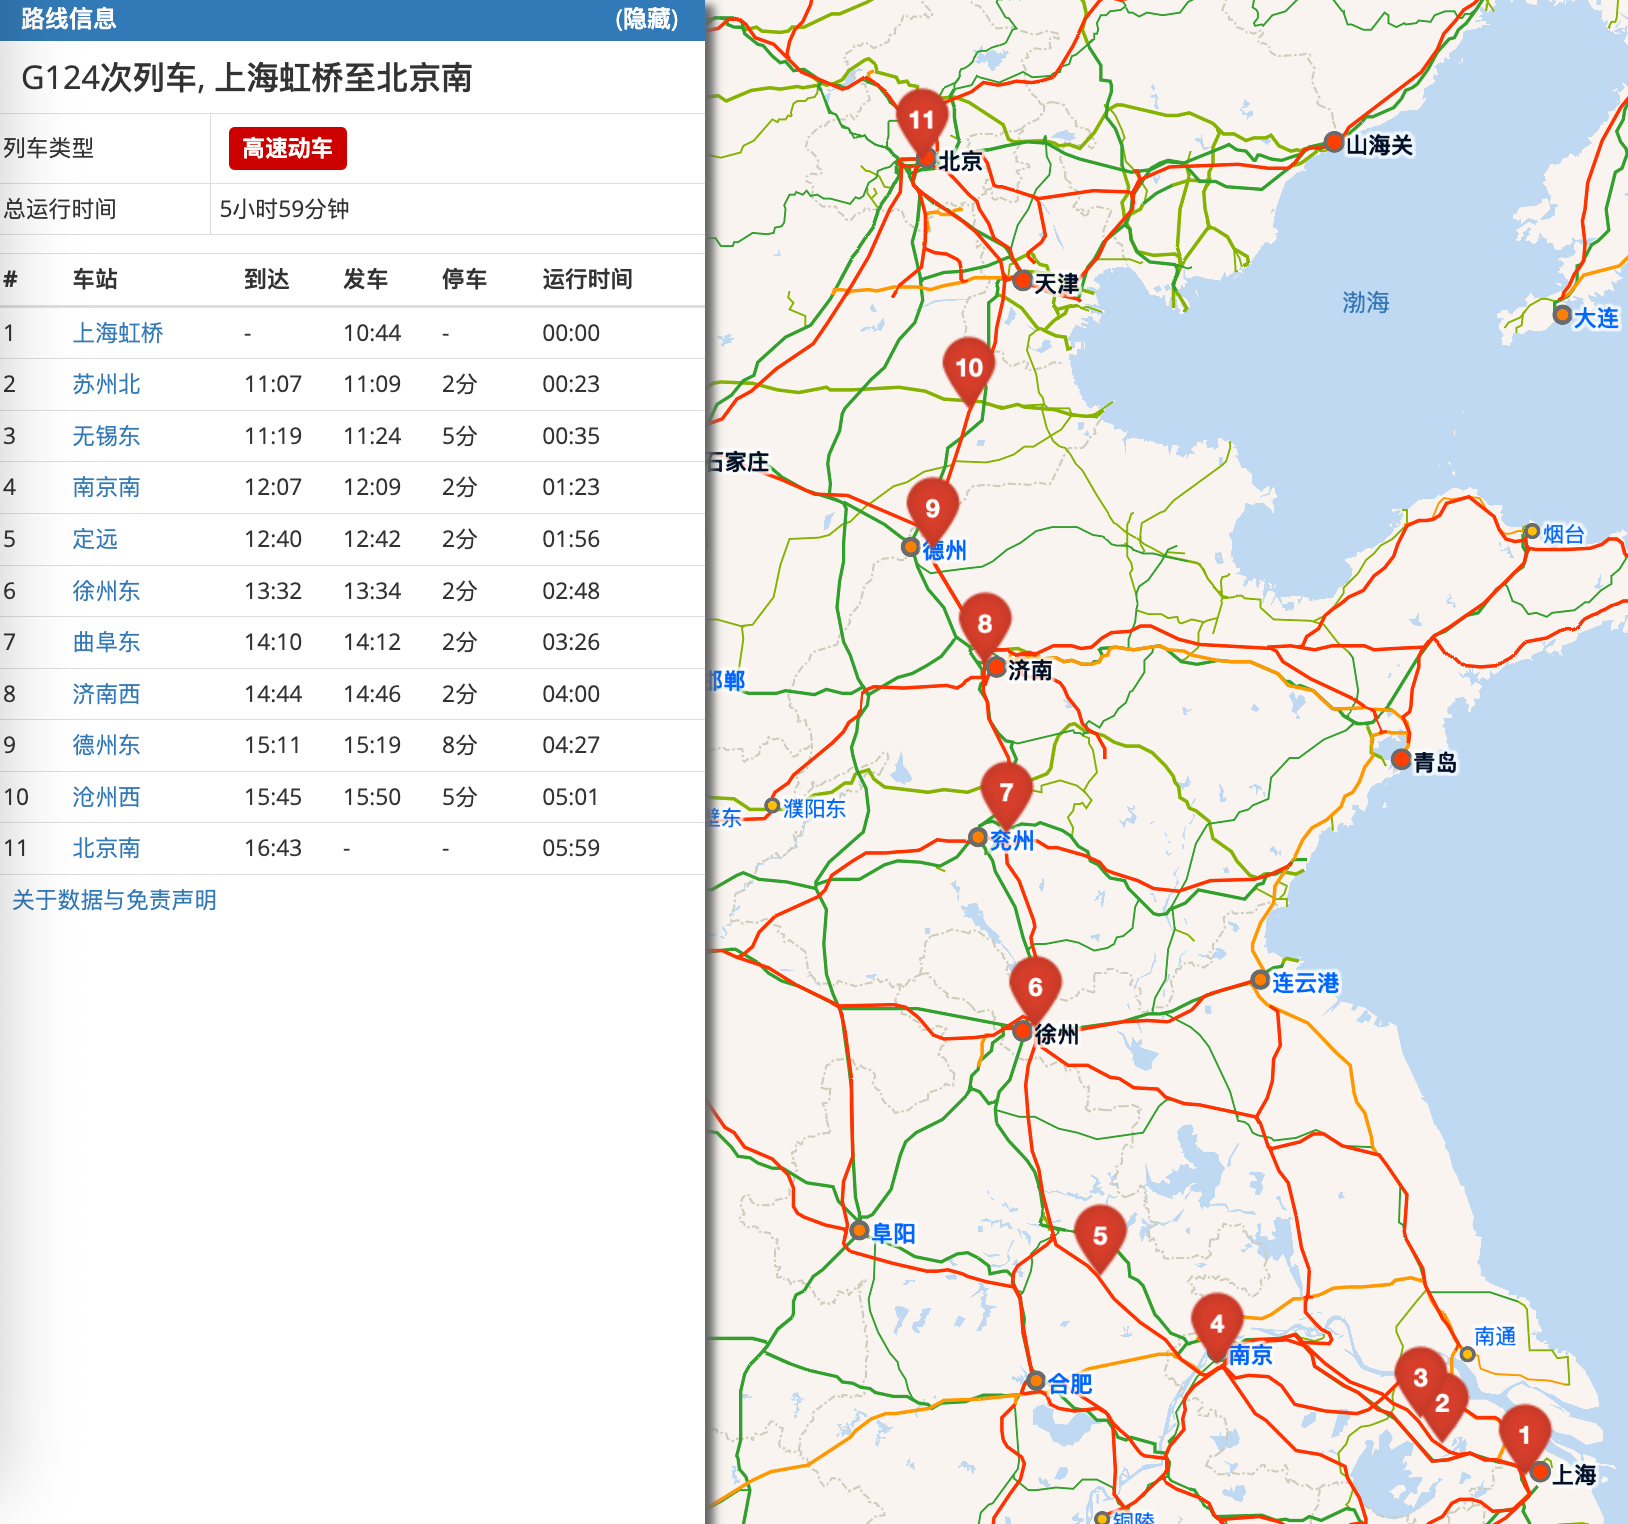 路线信息 (隐藏)
G124次列车, 上海虹桥至北京南
列车类型 高速动车
总运行时间 5小时59分钟
# 车站 到达 发车 停车 运行时间
1 上海虹桥 - 10:44 - 00:00
2 苏州北 11:07 11:09 2分 00:23
3 无锡东 11:19 11:24 5分 00:35
4 南京南 12:07 12:09 2分 01:23
5 定远 12:40 12:42 2分 01:56
6 徐州东 13:32 13:34 2分 02:48
7 曲阜东 14:10 14:12 2分 03:26
8 济南西 14:44 14:46 2分 04:00
9 德州东 15:11 15:19 8分 04:27
10 沧州西 15:45 15:50 5分 05:01
11 北京南 16:43 - - 05:59
关于数据与免责声明
11
北京
山海关
天津
渤海
大连
10
石家庄
9
德州
烟台
8
济南
邯郸
青岛
7
濮阳东
壁东
兖州
连云港
6
徐州
阜阳
5
4
南京
南通
合肥
3
2
1
上海
铜陵